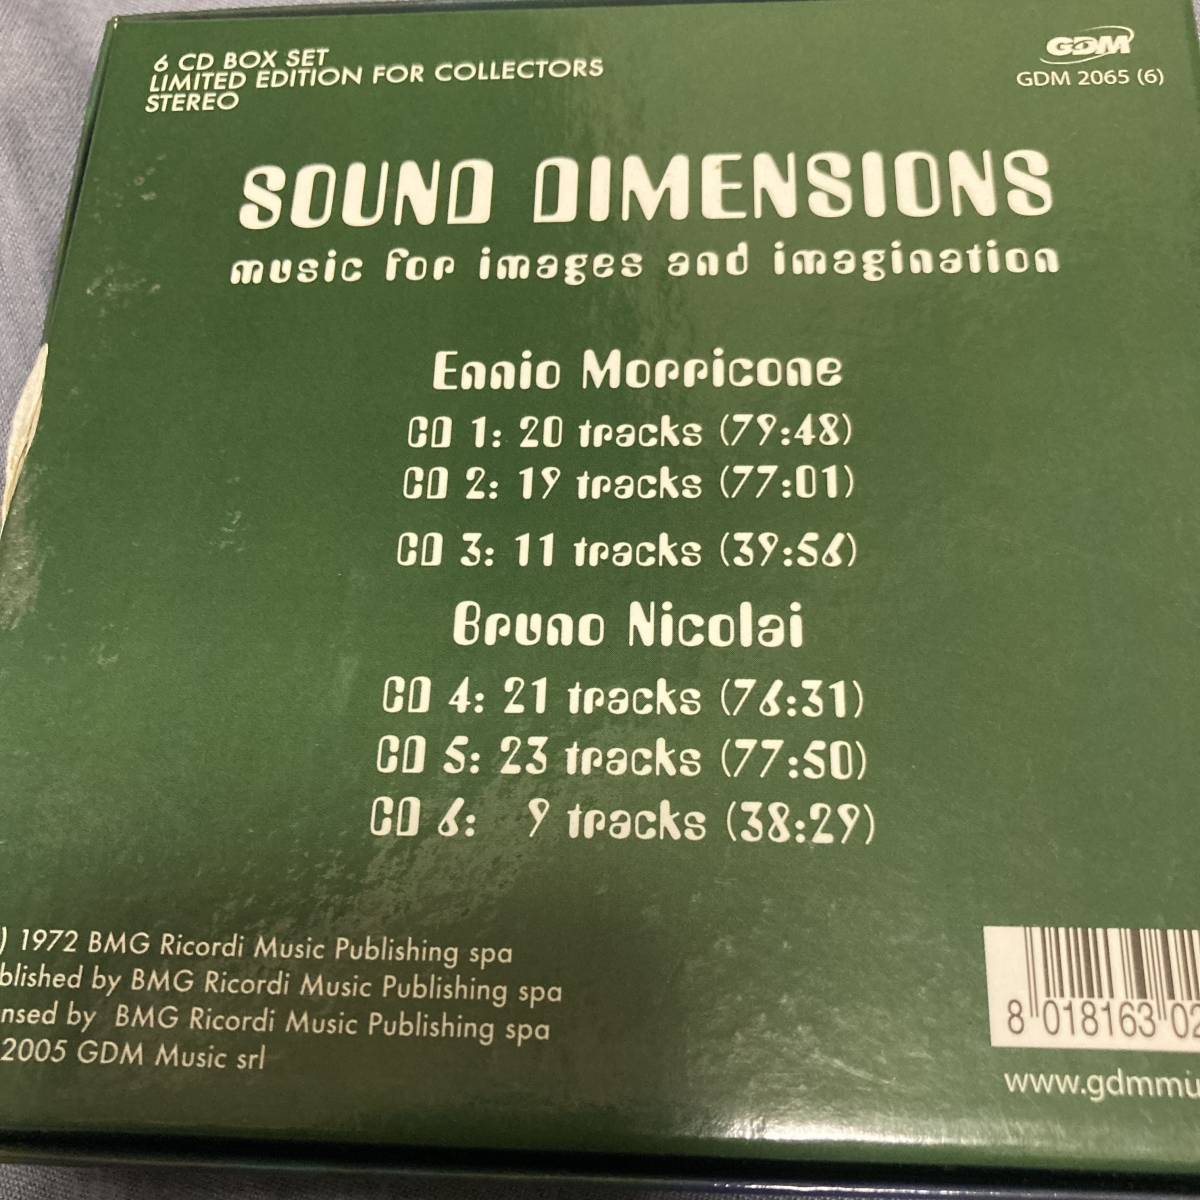 6 CD BOX SET
LIMITED EDITION FOR COLLECTORS
STEREO
GDM
GDM 2065 (6)
SOUND DIMENSIONS
music for images and imagination
Ennio Morricone
CD 1: 20 tracks (79:48)
CD 2: 19 tracks (77:01)
CD 3: 11 tracks (39:56)
Bruno Nicolai
CD 4: 21 tracks (76:31)
CD 5: 23 tracks (77:50)
CD 6: 9 tracks (38:29)
) 1972 BMG Ricordi Music Publishing spa
blished by BMG Ricordi Music Publishing spa
nsed by BMG Ricordi Music Publishing spa
2005 GDM Music srl
8 018163 02
www.gdmmu